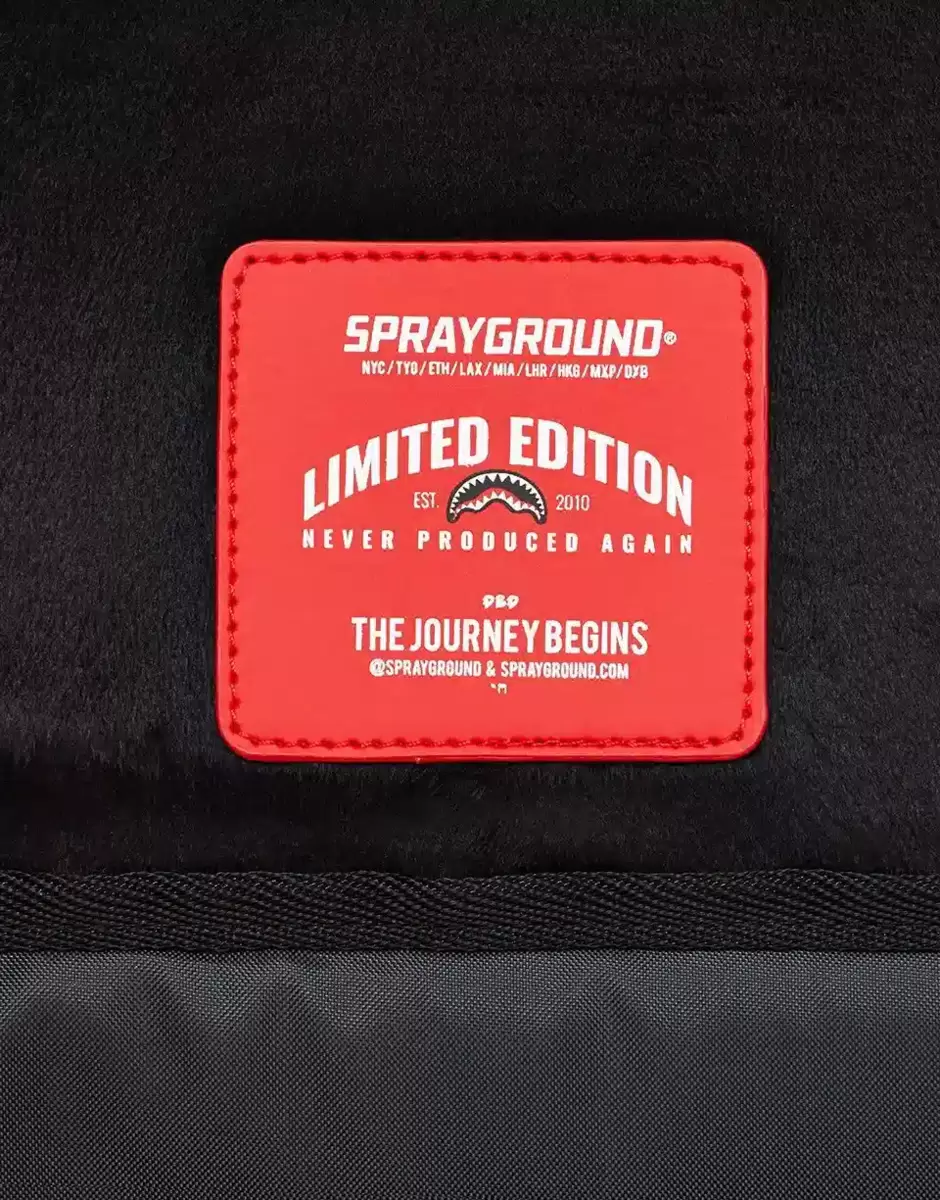 SPRAYGROUND®
NYC/TYO/ETH/LAX/MIA/LHR/HKG/MXP/DXB
LIMITED EDITION
EST. 2010
NEVER PRODUCED AGAIN
DBD
THE JOURNEY BEGINS
@SPRAYGROUND & SPRAYGROUND.COM